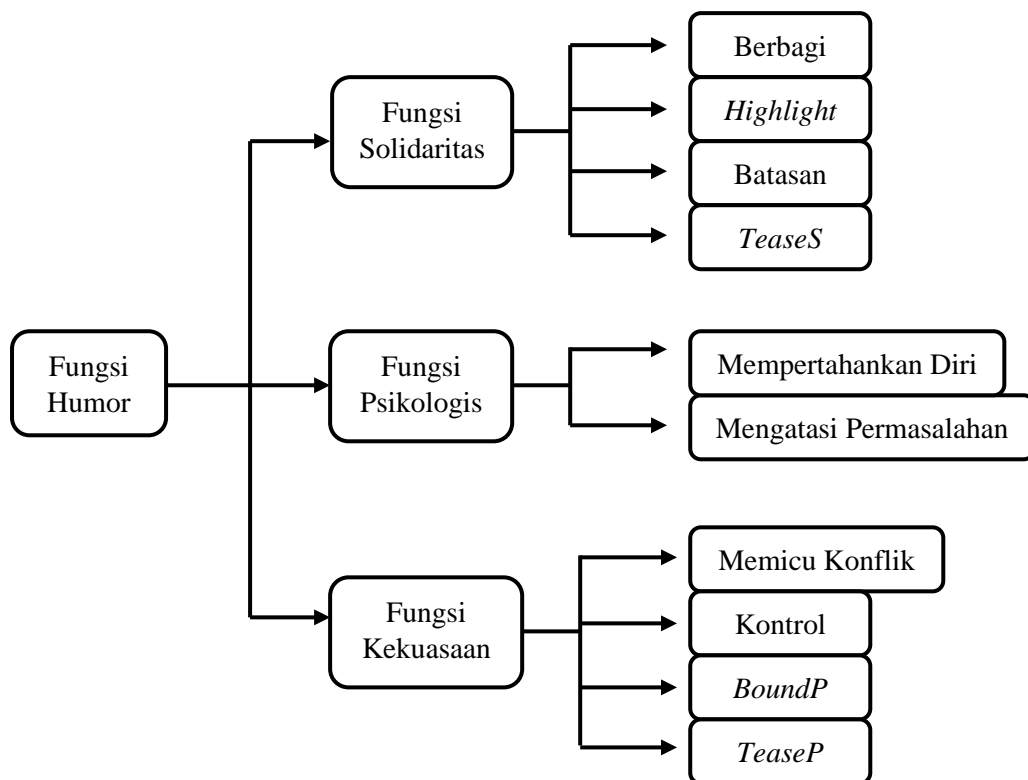 Fungsi
Humor
Fungsi
Solidaritas
Berbagi
Highlight
Batasan
TeaseS
Fungsi
Psikologis
Mempertahankan Diri
Mengatasi Permasalahan
Fungsi
Kekuasaan
Memicu Konflik
Kontrol
BoundP
TeaseP